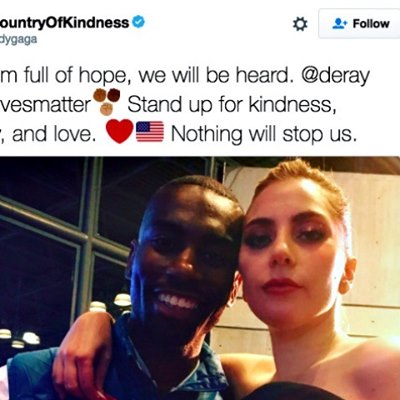 ountryOfKindness
dygaga
Follow
m full of hope, we will be heard. @deray
vesmatter Stand up for kindness,
, and love. Nothing will stop us.